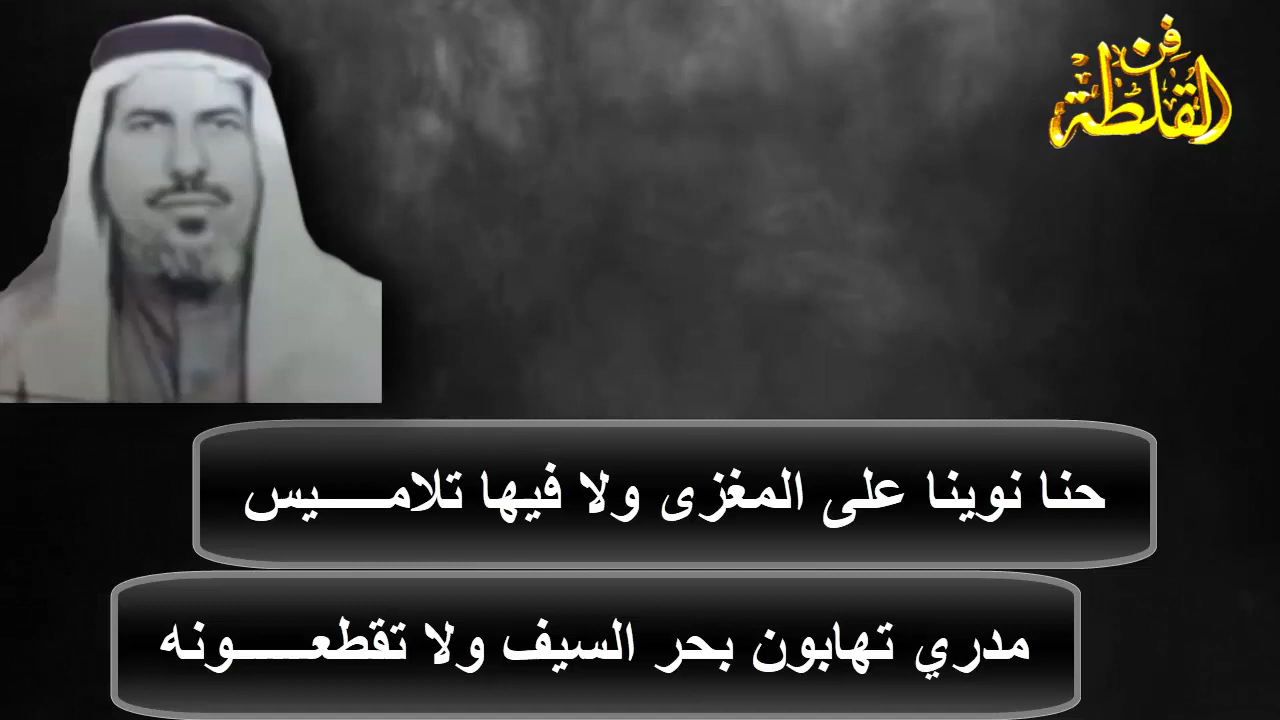 فن
القلطة
حنا نوينا على المغزى ولا فيها تلامـــيس
مدري تهابون بحر السيف ولا تقطعـــونه